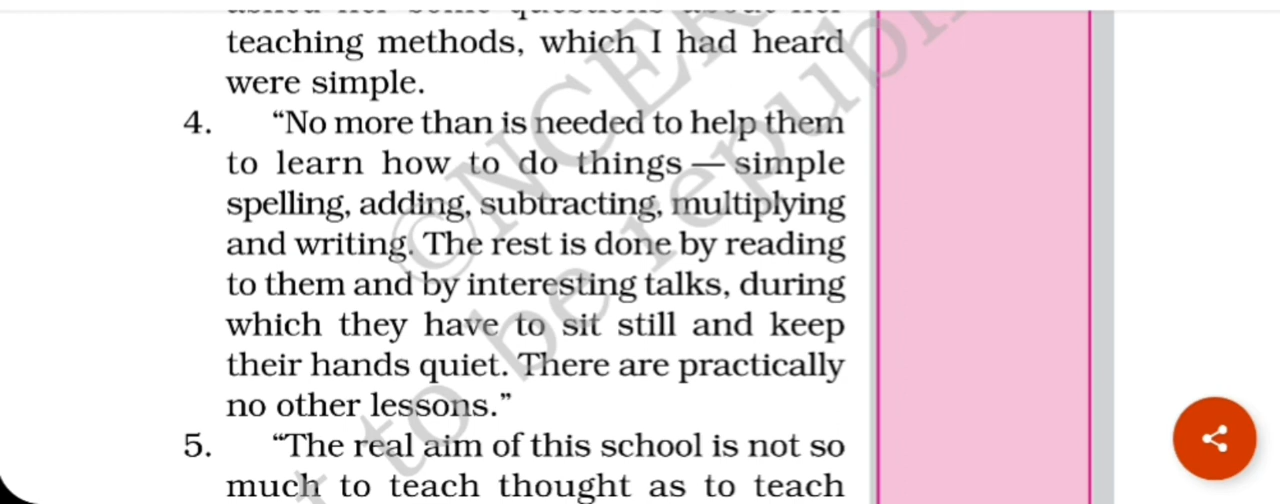 teaching methods, which I had heard
were simple.
4. “No more than is needed to help them
to learn how to do things — simple
spelling, adding, subtracting, multiplying
and writing. The rest is done by reading
to them and by interesting talks, during
which they have to sit still and keep
their hands quiet. There are practically
no other lessons.”
5. “The real aim of this school is not so
much to teach thought as to teach